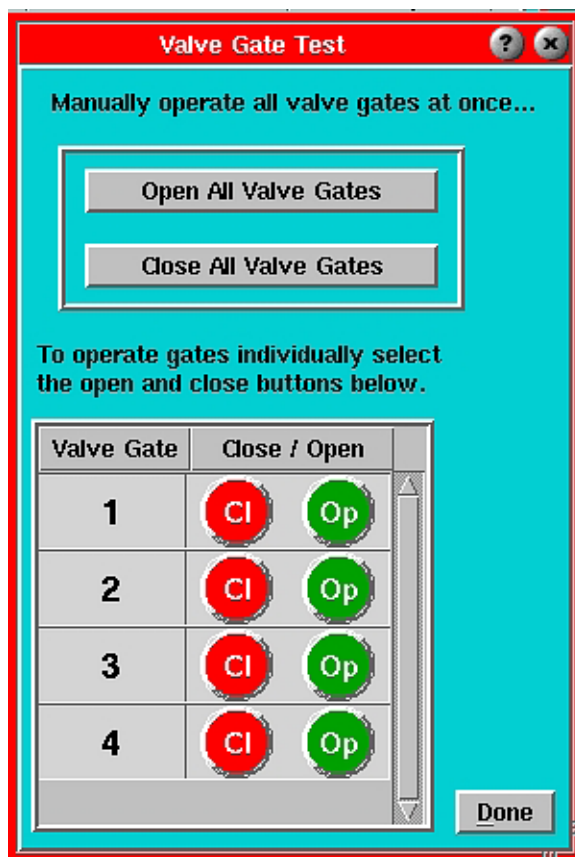 Valve Gate Test ? x
Manually operate all valve gates at once...
Open All Valve Gates
Close All Valve Gates
To operate gates individually select
the open and close buttons below.
Valve Gate Close / Open
1 Cl Op
2 Cl Op
3 Cl Op
4 Cl Op
Done